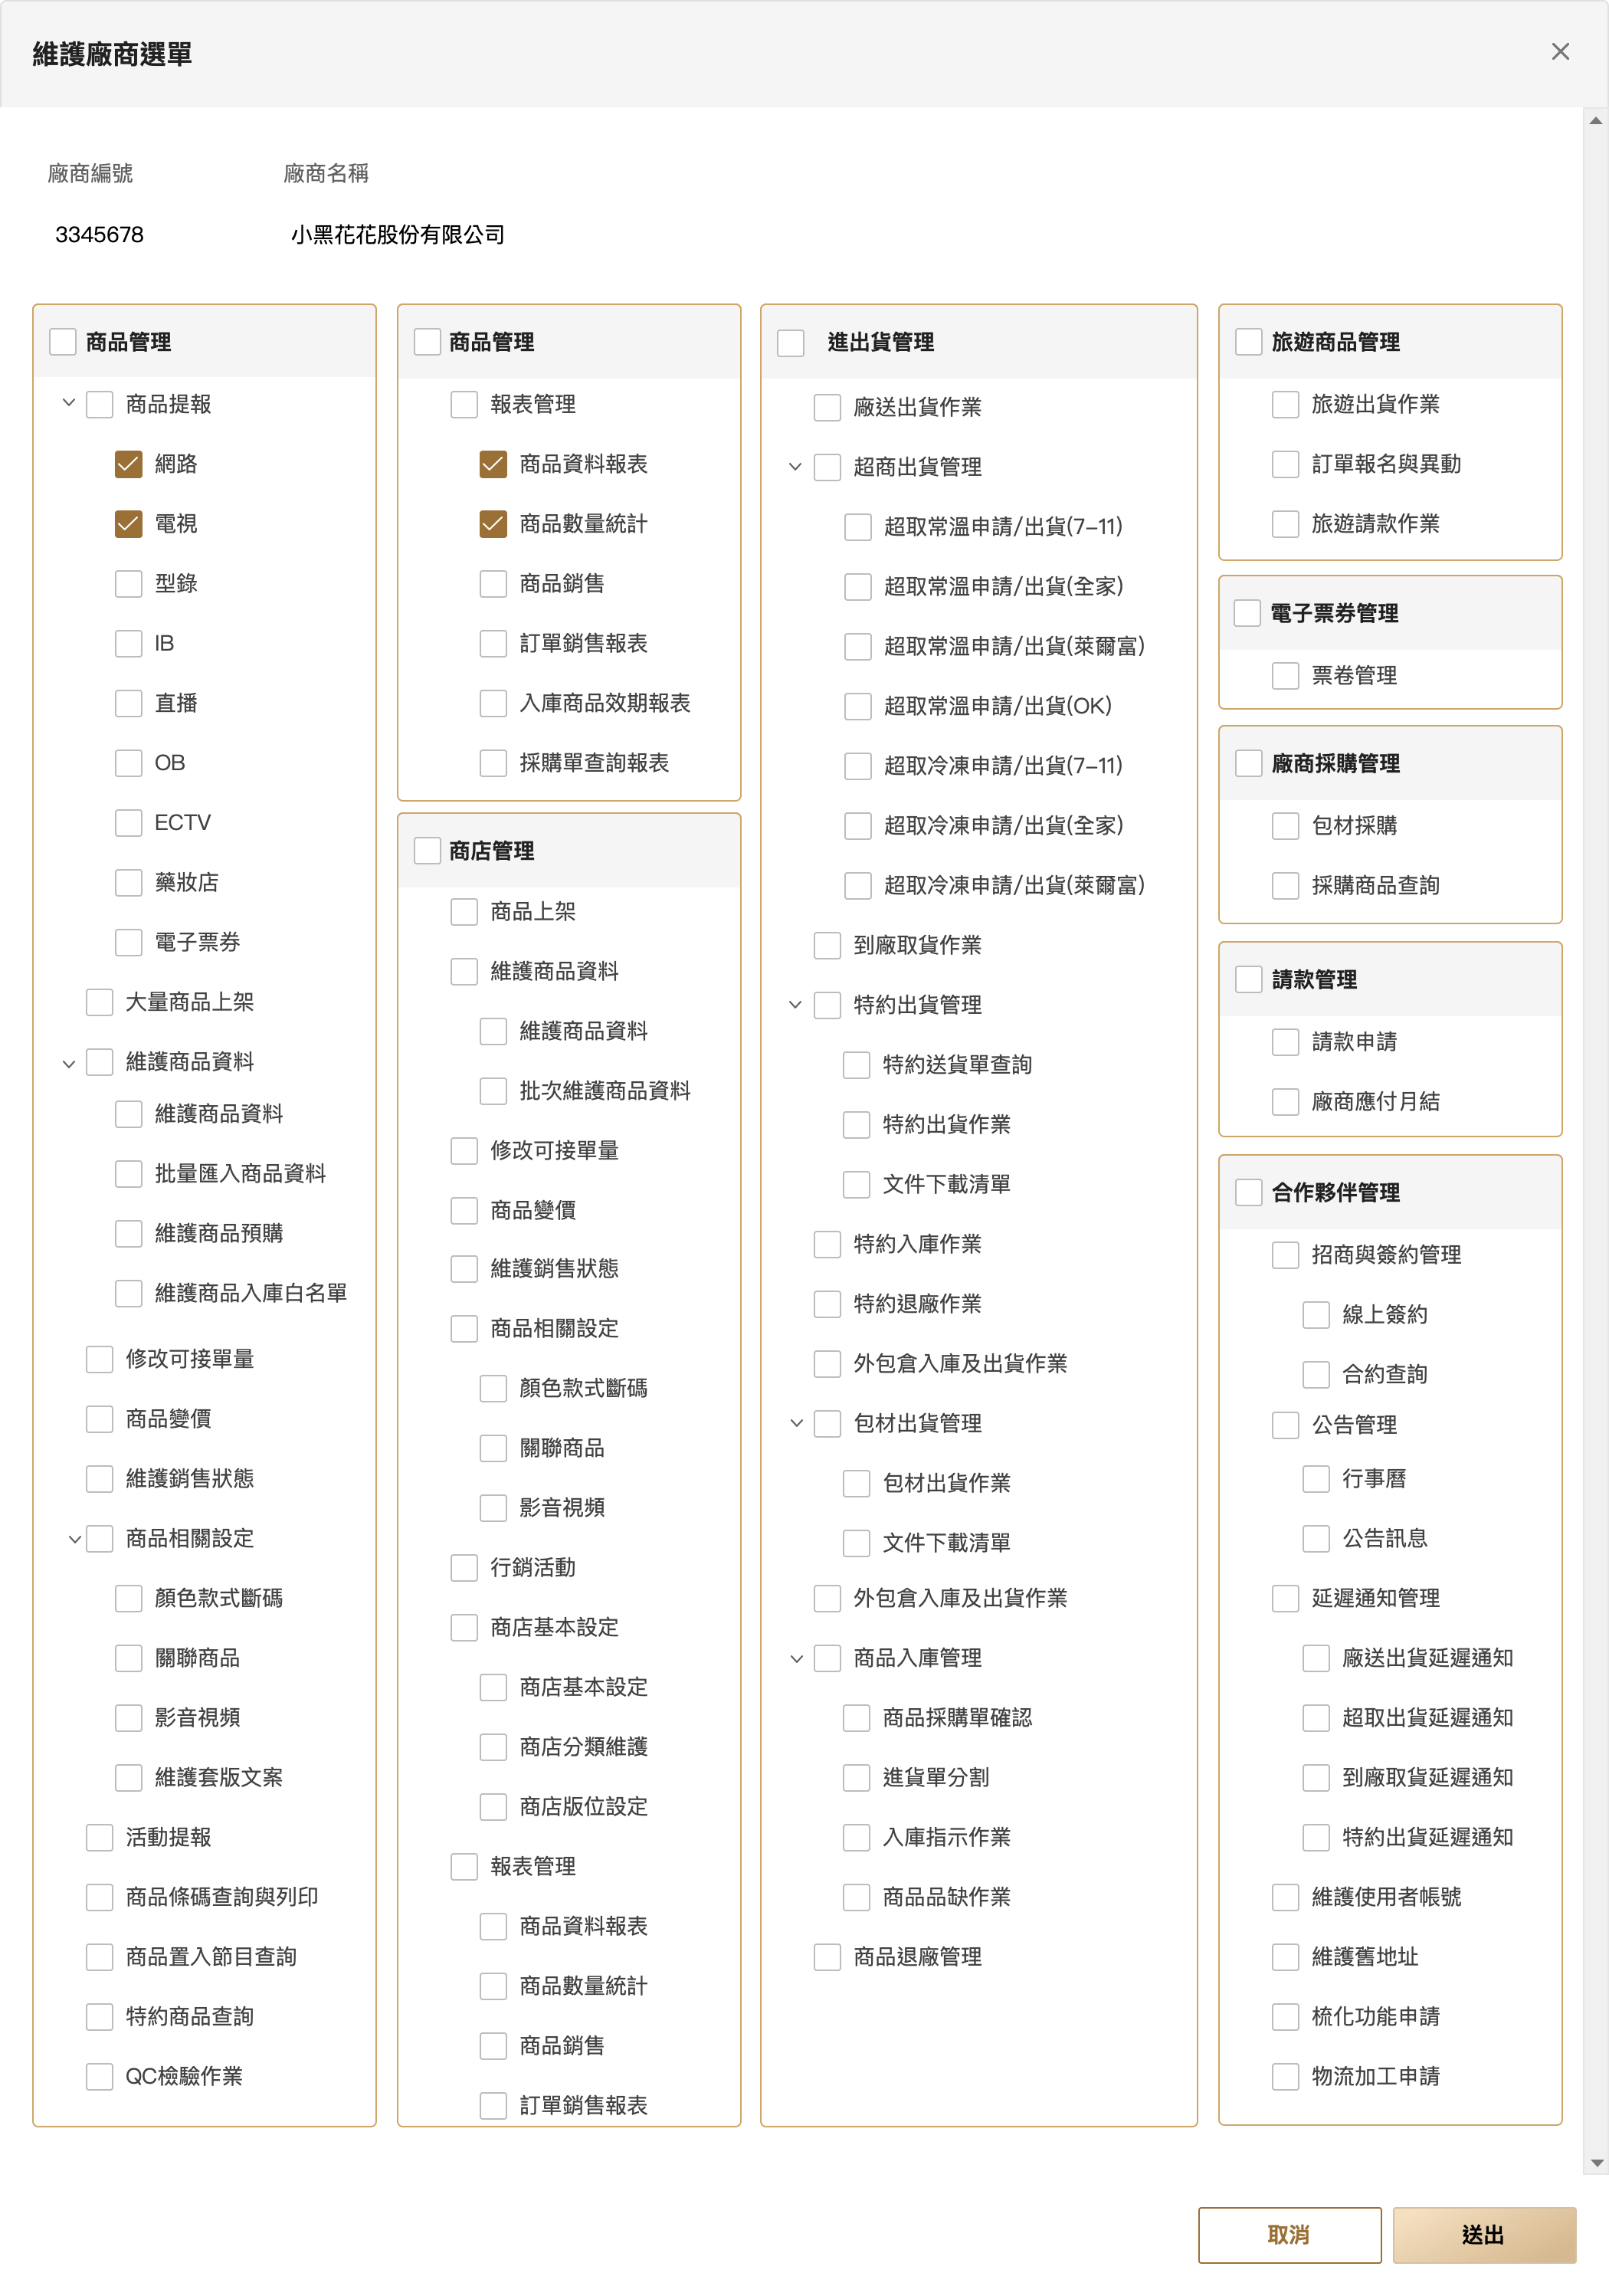 維護廠商選單
廠商編號
廠商名稱
3345678
小黑花花股份有限公司
商品管理
商品提報
網路
電視
型錄
IB
直播
OB
ECTV
藥妝店
電子票券
大量商品上架
維護商品資料
維護商品資料
批量匯入商品資料
維護商品預購
維護商品入庫白名單
修改可接單量
商品變價
維護銷售狀態
商品相關設定
顏色款式斷碼
關聯商品
影音視頻
維護套版文案
活動提報
商品條碼查詢與列印
商品置入節目查詢
特約商品查詢
QC檢驗作業
商品管理
報表管理
商品資料報表
商品數量統計
商品銷售
訂單銷售報表
入庫商品效期報表
採購單查詢報表
商店管理
商品上架
維護商品資料
維護商品資料
批次維護商品資料
修改可接單量
商品變價
維護銷售狀態
商品相關設定
顏色款式斷碼
關聯商品
影音視頻
行銷活動
商店基本設定
商店基本設定
商店分類維護
商店版位設定
報表管理
商品資料報表
商品數量統計
商品銷售
訂單銷售報表
進出貨管理
廠送出貨作業
超商出貨管理
超取常溫申請/出貨(7-11)
超取常溫申請/出貨(全家)
超取常溫申請/出貨(萊爾富)
超取常溫申請/出貨(OK)
超取冷凍申請/出貨(7-11)
超取冷凍申請/出貨(全家)
超取冷凍申請/出貨(萊爾富)
到廠取貨作業
特約出貨管理
特約送貨單查詢
特約出貨作業
文件下載清單
特約入庫作業
特約退廠作業
外包倉入庫及出貨作業
包材出貨管理
包材出貨作業
文件下載清單
外包倉入庫及出貨作業
商品入庫管理
商品採購單確認
進貨單分割
入庫指示作業
商品品缺作業
商品退廠管理
旅遊商品管理
旅遊出貨作業
訂單報名與異動
旅遊請款作業
電子票券管理
票卷管理
廠商採購管理
包材採購
採購商品查詢
請款管理
請款申請
廠商應付月結
合作夥伴管理
招商與簽約管理
線上簽約
合約查詢
公告管理
行事曆
公告訊息
延遲通知管理
廠送出貨延遲通知
超取出貨延遲通知
到廠取貨延遲通知
特約出貨延遲通知
維護使用者帳號
維護舊地址
梳化功能申請
物流加工申請
取消
送出